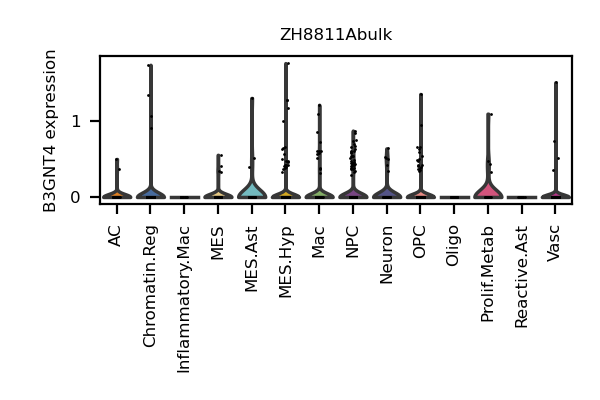 ZH8811Abulk
B3GNT4 expression
1
0
AC
Chromatin.Reg
Inflammatory.Mac
MES
MES.Ast
MES.Hyp
Mac
NPC
Neuron
OPC
Oligo
Prolif.Metab
Reactive.Ast
Vasc